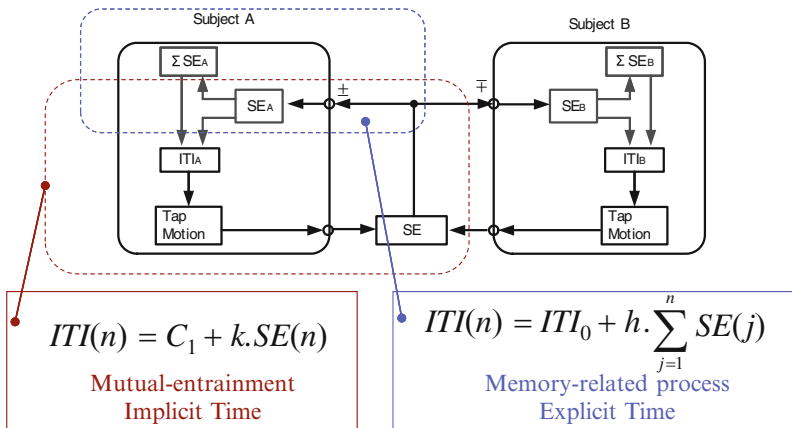 Subject A
Subject B
Σ SEA
SEA
ITIA
Tap
Motion
±
∓
SE
Σ SEB
SEB
ITIB
Tap
Motion
ITI(n) = C₁ + k.SE(n)
Mutual-entrainment
Implicit Time
ITI(n) = ITI₀ + h.∑ⁿⱼ₌₁ SE(j)
Memory-related process
Explicit Time